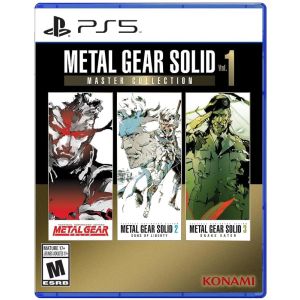 PS5
METAL GEAR SOLID Vol. 1
MASTER COLLECTION
METAL GEAR
METAL GEAR SOLID 2
SONS OF LIBERTY
METAL GEAR SOLID 3
SNAKE EATER
MATURE 17+
M
ESRB
KONAMI